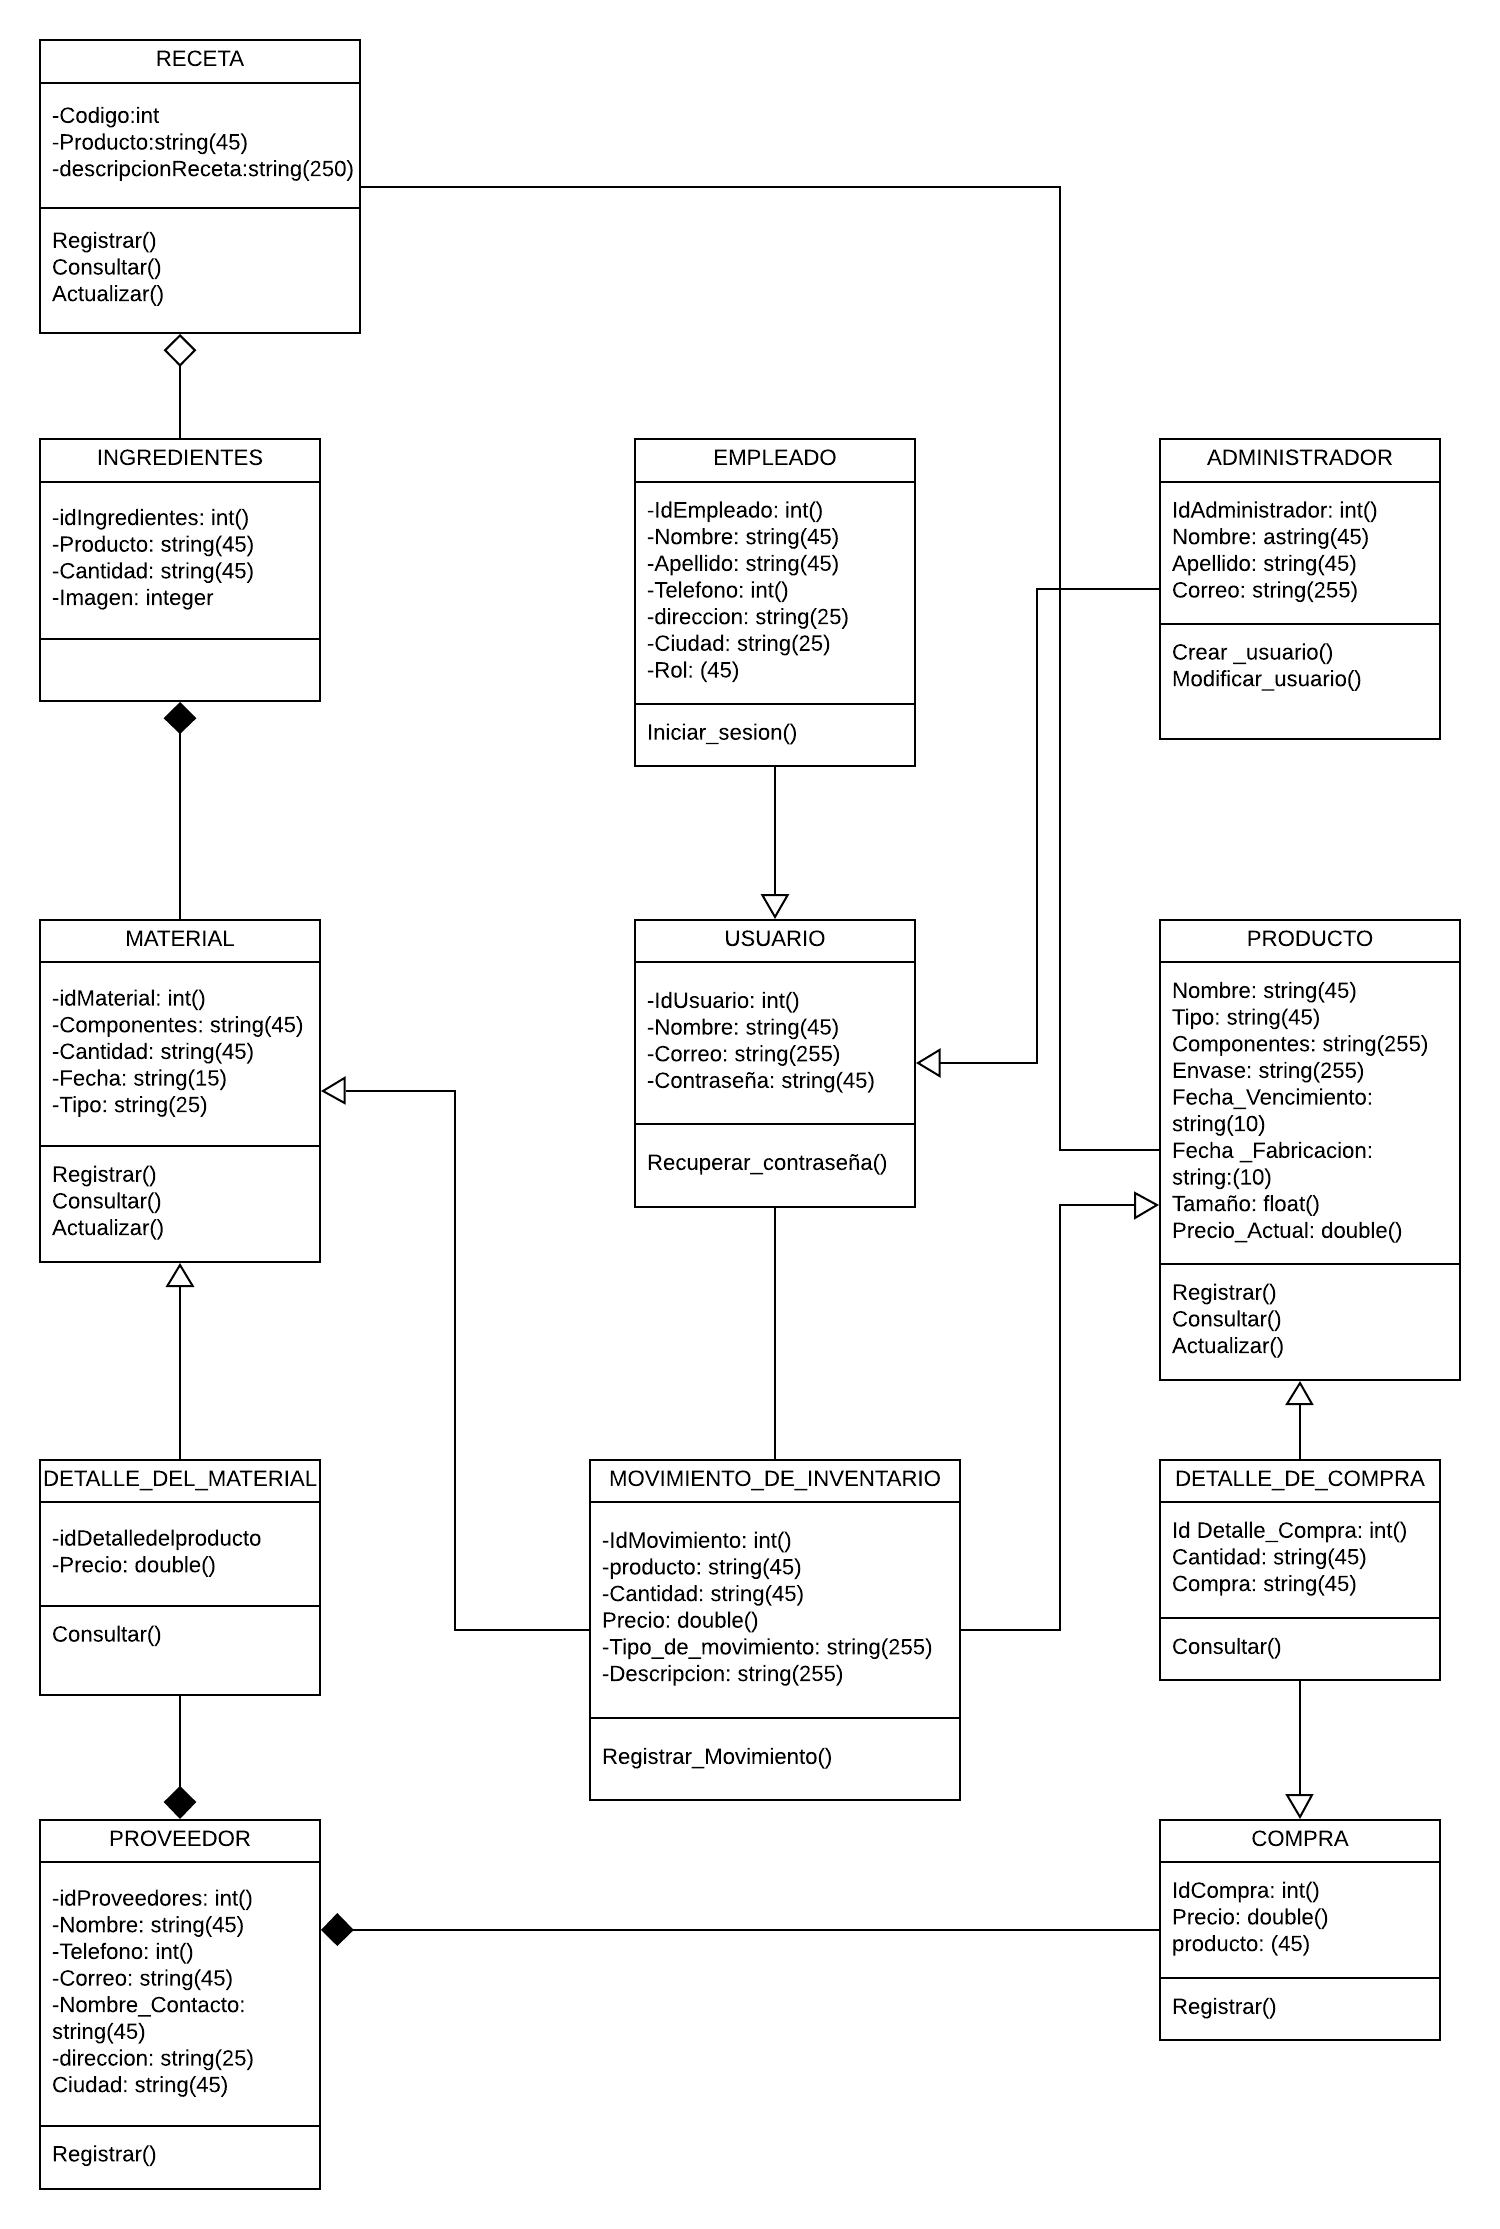 RECETA
-Codigo:int
-Producto:string(45)
-descripcionReceta:string(250)
Registrar()
Consultar()
Actualizar()
INGREDIENTES
-idIngredientes: int()
-Producto: string(45)
-Cantidad: string(45)
-Imagen: integer
EMPLEADO
-IdEmpleado: int()
-Nombre: string(45)
-Apellido: string(45)
-Telefono: int()
-direccion: string(25)
-Ciudad: string(25)
-Rol: (45)
Iniciar_sesion()
ADMINISTRADOR
IdAdministrador: int()
Nombre: astring(45)
Apellido: string(45)
Correo: string(255)
Crear _usuario()
Modificar_usuario()
MATERIAL
-idMaterial: int()
-Componentes: string(45)
-Cantidad: string(45)
-Fecha: string(15)
-Tipo: string(25)
Registrar()
Consultar()
Actualizar()
USUARIO
-IdUsuario: int()
-Nombre: string(45)
-Correo: string(255)
-Contraseña: string(45)
Recuperar_contraseña()
PRODUCTO
Nombre: string(45)
Tipo: string(45)
Componentes: string(255)
Envase: string(255)
Fecha_Vencimiento:
string(10)
Fecha _Fabricacion:
string:(10)
Tamaño: float()
Precio_Actual: double()
Registrar()
Consultar()
Actualizar()
DETALLE_DEL_MATERIAL
-idDetalledelproducto
-Precio: double()
Consultar()
MOVIMIENTO_DE_INVENTARIO
-IdMovimiento: int()
-producto: string(45)
-Cantidad: string(45)
Precio: double()
-Tipo_de_movimiento: string(255)
-Descripcion: string(255)
Registrar_Movimiento()
DETALLE_DE_COMPRA
Id Detalle_Compra: int()
Cantidad: string(45)
Compra: string(45)
Consultar()
PROVEEDOR
-idProveedores: int()
-Nombre: string(45)
-Telefono: int()
-Correo: string(45)
-Nombre_Contacto:
string(45)
-direccion: string(25)
Ciudad: string(45)
Registrar()
COMPRA
IdCompra: int()
Precio: double()
producto: (45)
Registrar()